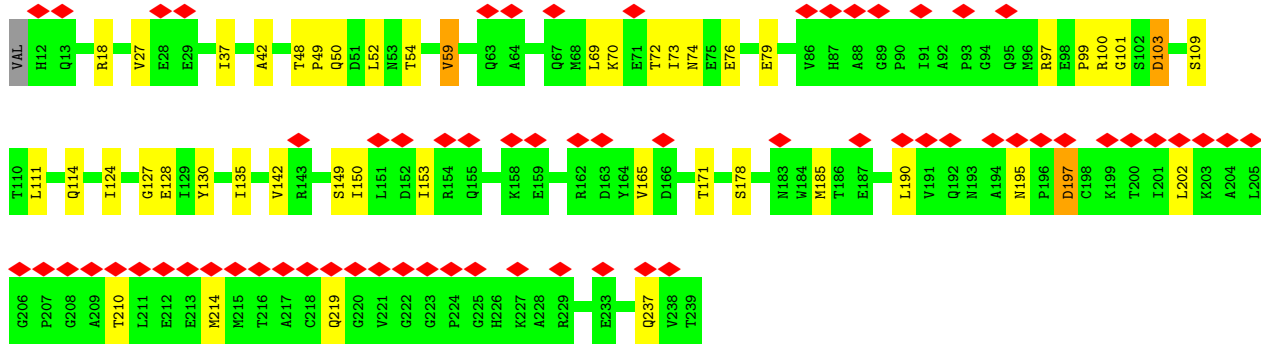 VAL H12 Q13 R18 V27 E28 E29 I37 A42 T48 P49 Q50 D51 L52 N53 T54 V59 Q63 A64 Q67 M68 L69 K70 E71 T72 I73 N74 E75 E76 E79 V86 H87 A88 G89 P90 I91 A92 P93 G94 Q95 M96 R97 E98 P99 R100 G101 S102 D103 S109
T110 L111 Q114 I124 G127 E128 I129 Y130 I135 V142 R143 S149 I150 L151 D152 I153 R154 Q155 K158 E159 R162 D163 Y164 V165 D166 T171 S178 N183 W184 M185 T186 E187 L190 V191 Q192 N193 A194 N195 P196 D197 C198 K199 T200 I201 L202 K203 A204 L205
G206 P207 G208 A209 T210 L211 E212 E213 M214 M215 T216 A217 C218 Q219 G220 V221 G222 G223 P224 G225 H226 K227 A228 R229 E233 Q237 V238 T239